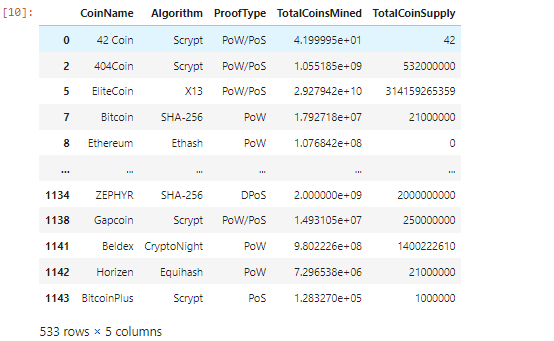 [10]:
CoinName Algorithm ProofType TotalCoinsMined TotalCoinSupply
0 42 Coin Scrypt PoW/PoS 4.199995e+01 42
2 404Coin Scrypt PoW/PoS 1.055185e+09 532000000
5 EliteCoin X13 PoW/PoS 2.927942e+10 314159265359
7 Bitcoin SHA-256 PoW 1.792718e+07 21000000
8 Ethereum Ethash PoW 1.076842e+08 0
... ... ... ... ... ...
1134 ZEPHYR SHA-256 DPoS 2.000000e+09 2000000000
1138 Gapcoin Scrypt PoW/PoS 1.493107e+07 250000000
1141 Beldex CryptoNight PoW 9.802226e+08 1400222610
1142 Horizen Equihash PoW 7.296538e+06 21000000
1143 BitcoinPlus Scrypt PoS 1.283270e+05 1000000
533 rows × 5 columns